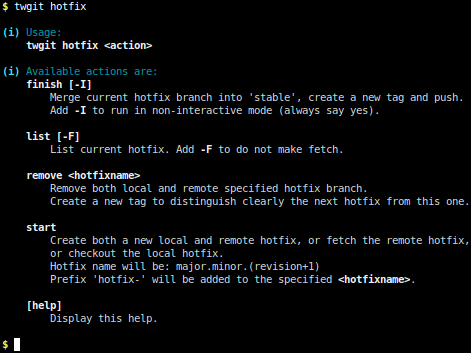 $ twgit hotfix
(i) Usage:
twgit hotfix <action>
(i) Available actions are:
finish [-I]
Merge current hotfix branch into 'stable', create a new tag and push.
Add -I to run in non-interactive mode (always say yes).
list [-F]
List current hotfix. Add -F to do not make fetch.
remove <hotfixname>
Remove both local and remote specified hotfix branch.
Create a new tag to distinguish clearly the next hotfix from this one.
start
Create both a new local and remote hotfix, or fetch the remote hotfix,
or checkout the local hotfix.
Hotfix name will be: major.minor.(revision+1)
Prefix 'hotfix-' will be added to the specified <hotfixname>.
[help]
Display this help.
$